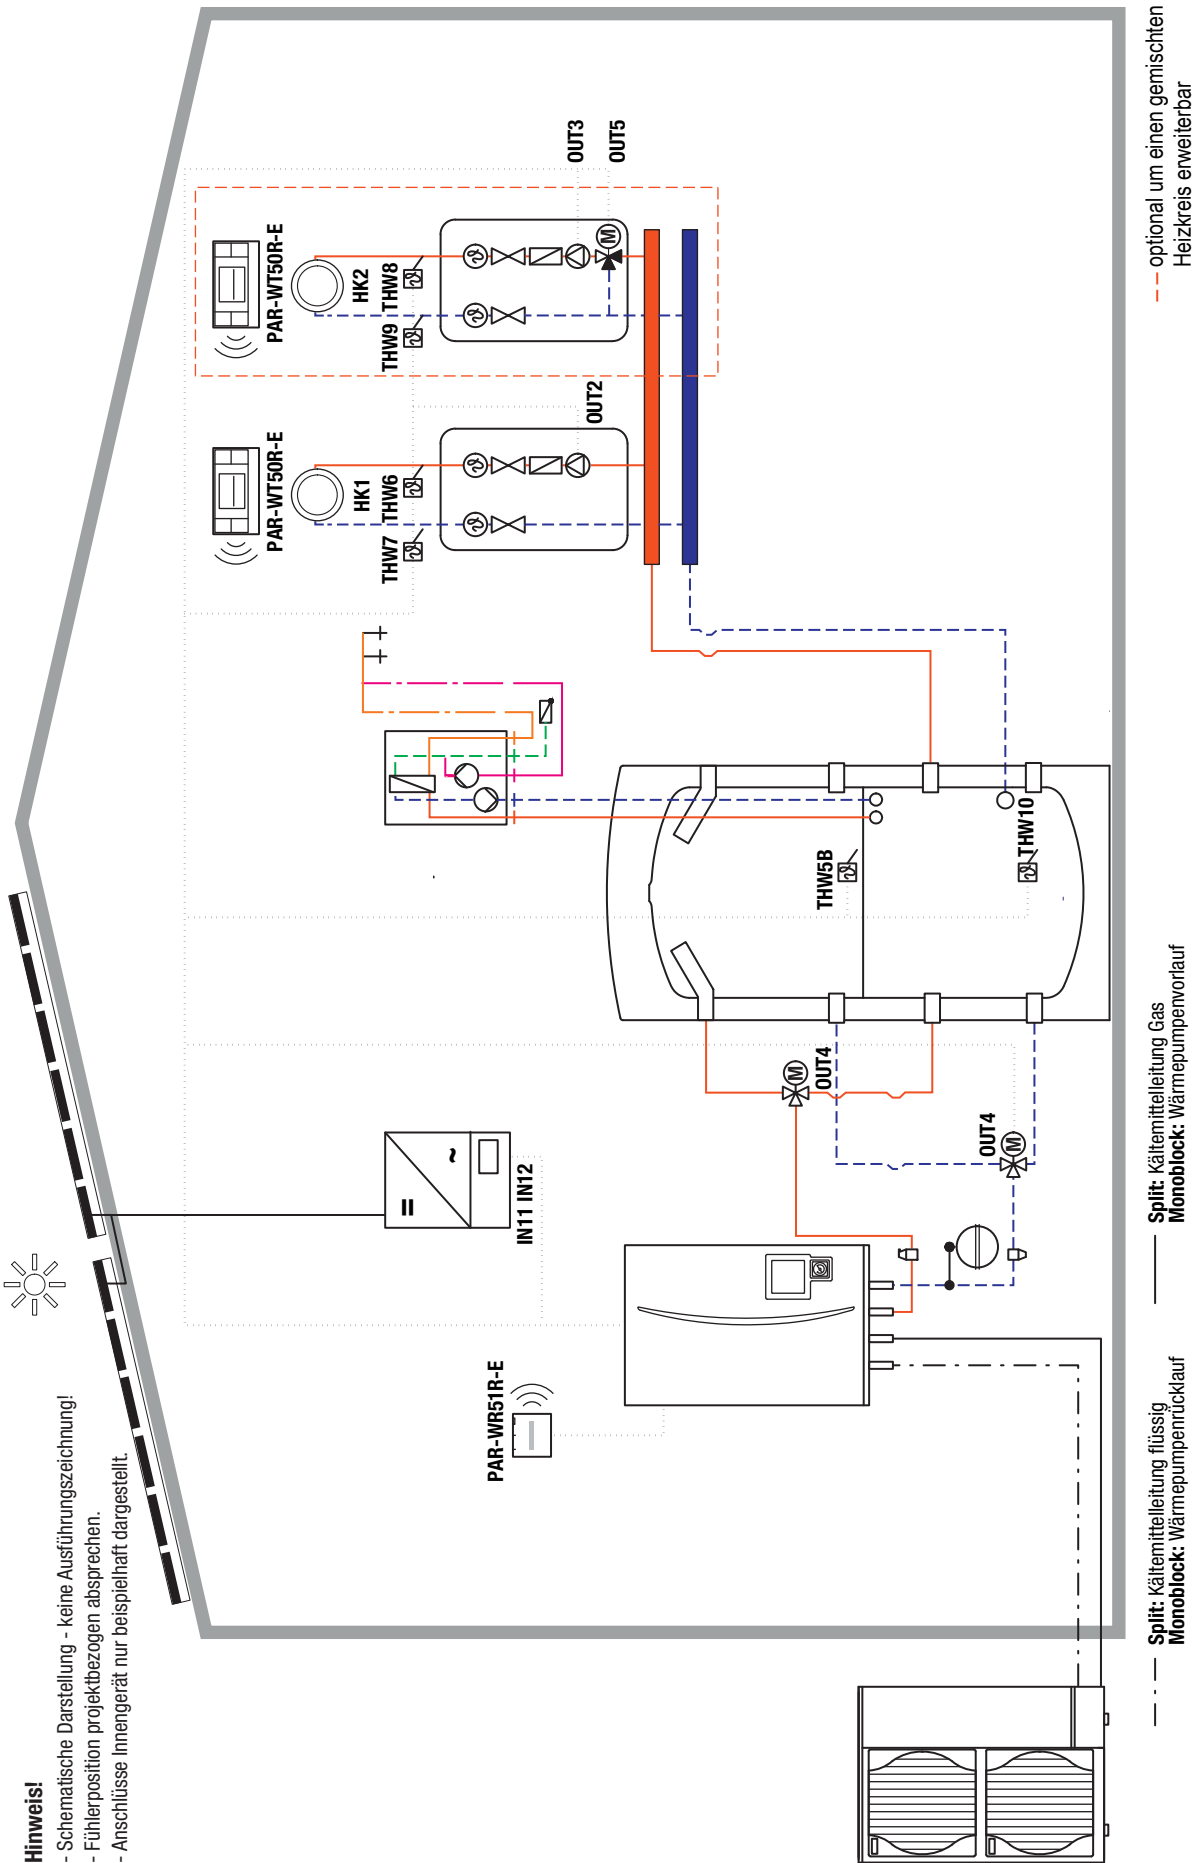 Hinweis!
- Schematische Darstellung - keine Ausführungszeichnung!
- Fühlerposition projektbezogen absprechen.
- Anschlüsse Innengerät nur beispielhaft dargestellt.
PAR-WT50R-E
PAR-WT50R-E
HK1
HK2
THW7
THW6
THW9
THW8
OUT2
OUT3
OUT5
M
IN11 IN12
PAR-WR51R-E
OUT4
M
OUT4
M
THW5B
THW10
Split: Kältemittelleitung flüssig
Monoblock: Wärmepumpenrücklauf
Split: Kältemittelleitung Gas
Monoblock: Wärmepumpenvorlauf
optional um einen gemischten
Heizkreis erweiterbar